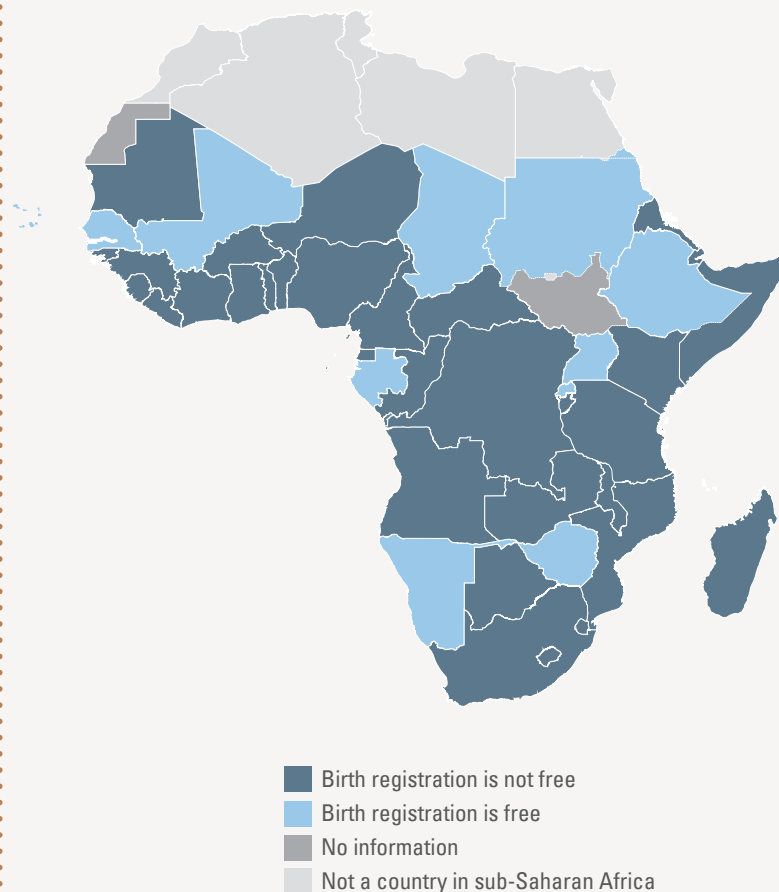 Birth registration is not free
Birth registration is free
No information
Not a country in sub-Saharan Africa